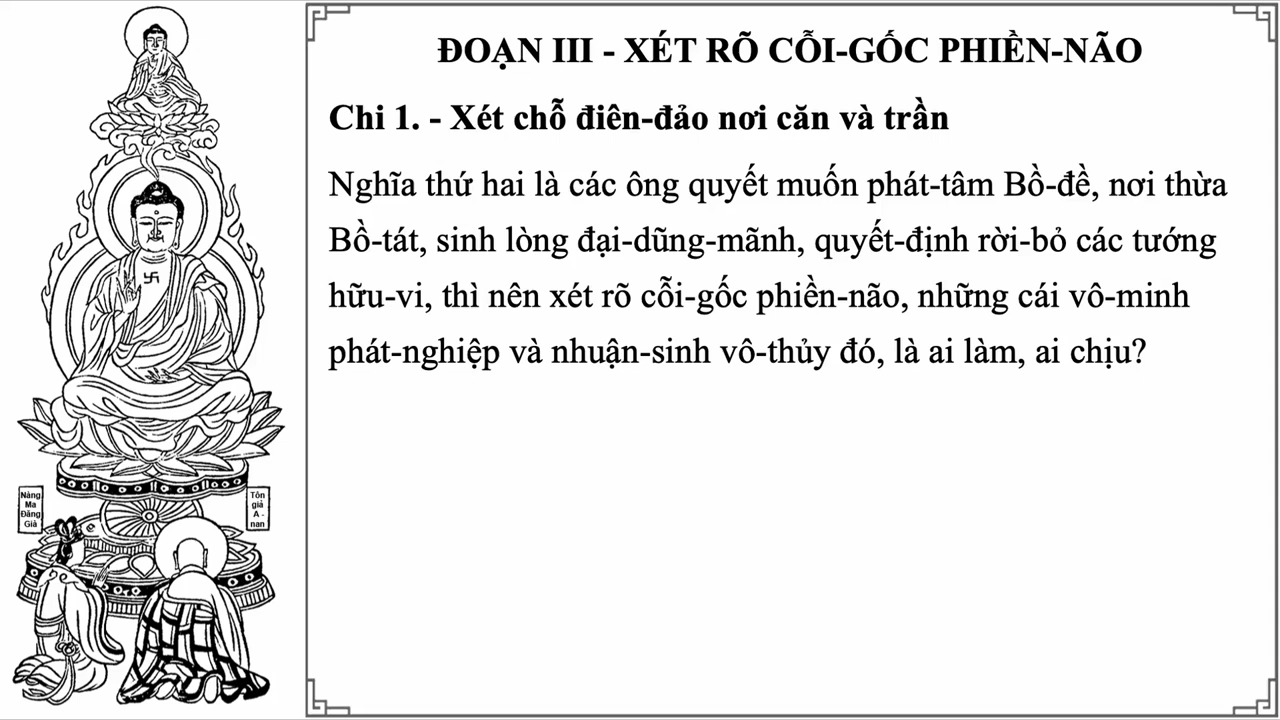 ĐOẠN III - XÉT RÕ CỖI-GỐC PHIỀN-NÃO
Chi 1. - Xét chỗ điên-đảo nơi căn và trần
Nghĩa thứ hai là các ông quyết muốn phát-tâm Bồ-đề, nơi thừa
Bồ-tát, sinh lòng đại-dũng-mãnh, quyết-định rời-bỏ các tướng
hữu-vi, thì nên xét rõ cỗi-gốc phiền-não, những cái vô-minh
phát-nghiệp và nhuận-sinh vô-thủy đó, là ai làm, ai chịu?
Nàng
Ma
Đăng
Già
Tôn
giả
A -
nan